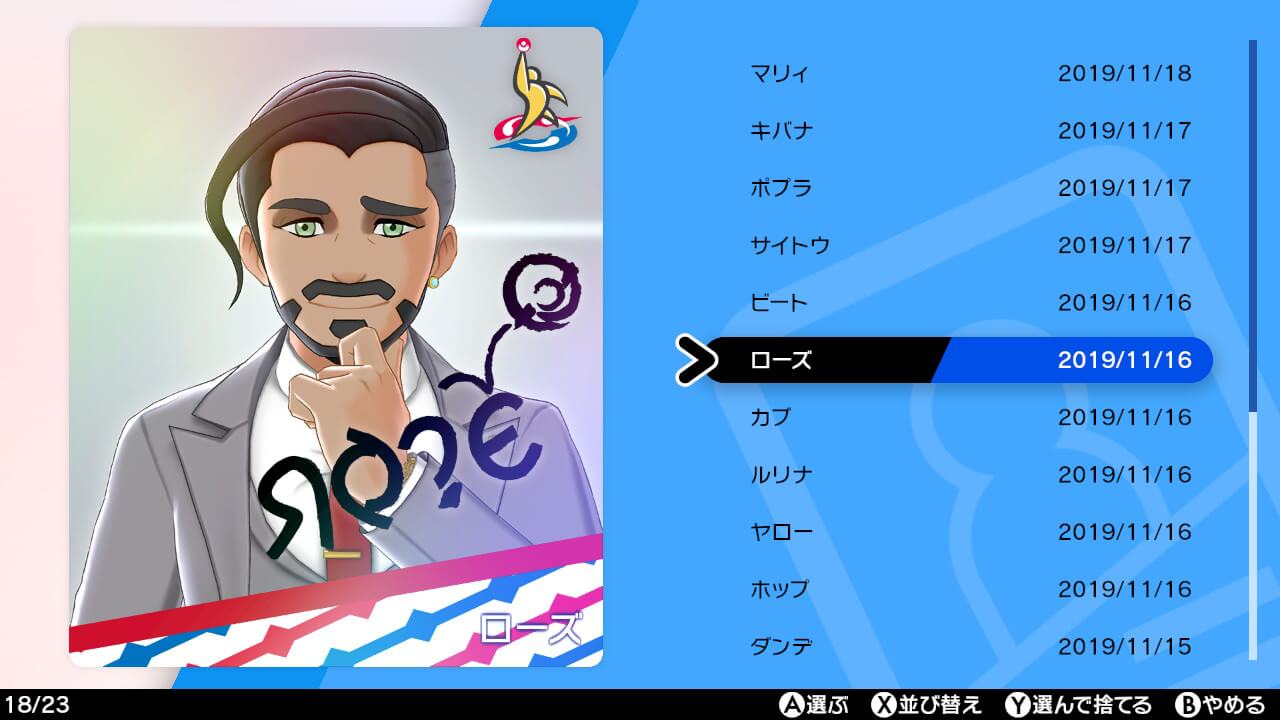 ローズ
マリィ 2019/11/18
キバナ 2019/11/17
ポプラ 2019/11/17
サイトウ 2019/11/17
ビート 2019/11/16
ローズ 2019/11/16
カブ 2019/11/16
ルリナ 2019/11/16
ヤロー 2019/11/16
ホップ 2019/11/16
ダンデ 2019/11/15
18/23 A選ぶ X並び替え Y選んで捨てる Bやめる